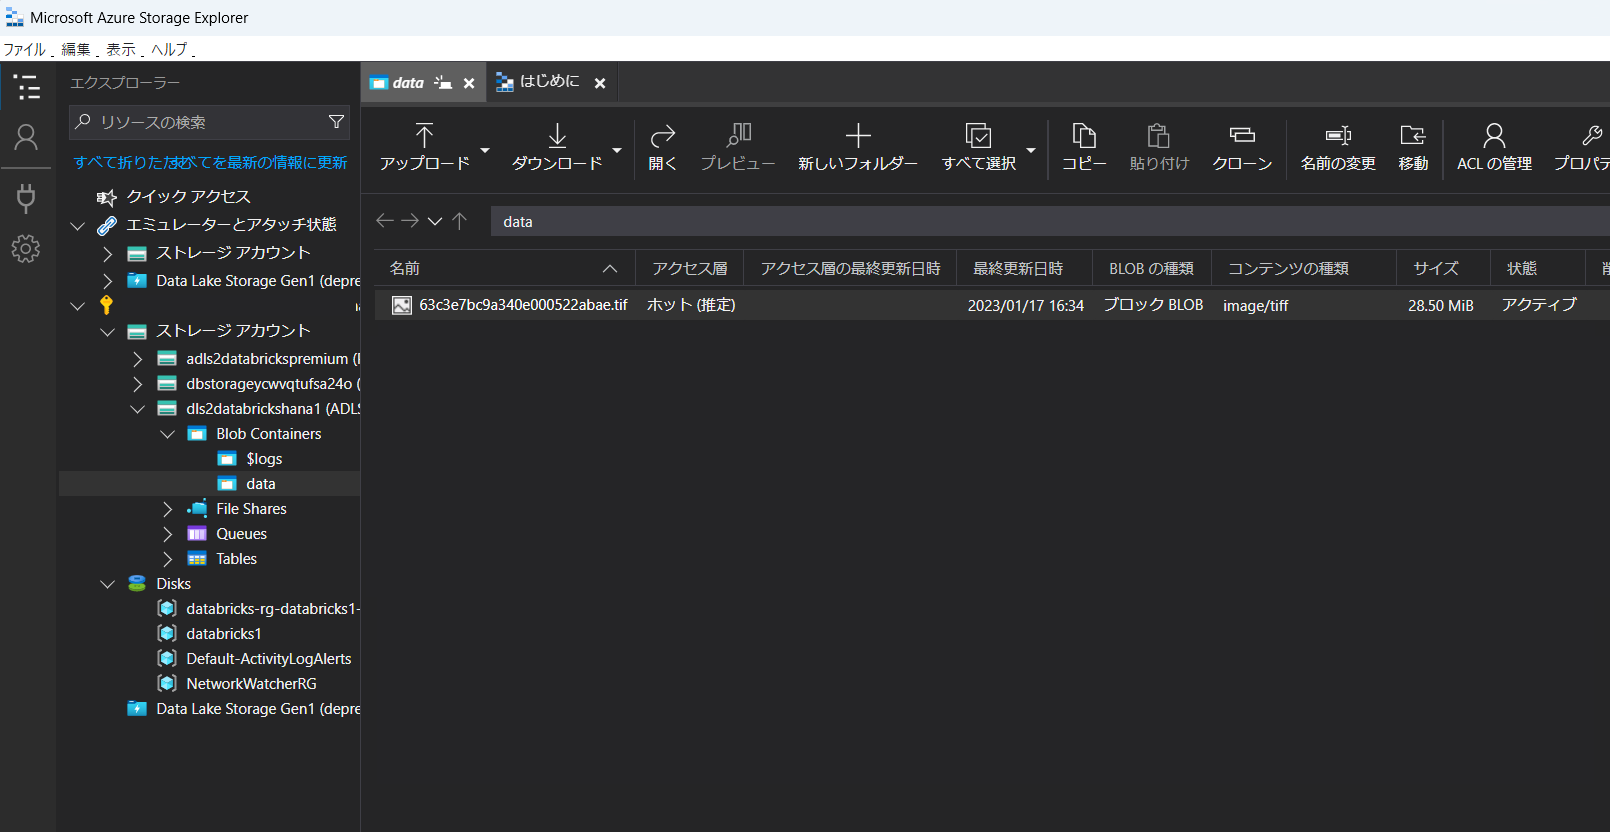 Microsoft Azure Storage Explorer
ファイル 編集 表示 ヘルプ
エクスプローラー
リソースの検索
すべて折りたたむ すべてを最新の情報に更新
クイック アクセス
エミュレーターとアタッチ状態
ストレージ アカウント
Data Lake Storage Gen1 (depre
ストレージ アカウント
adls2databrickspremium (
dbstorageycwvqtufsa24o (
dls2databrickshana1 (ADLS
Blob Containers
$logs
data
File Shares
Queues
Tables
Disks
databricks-rg-databricks1-
databricks1
Default-ActivityLogAlerts
NetworkWatcherRG
Data Lake Storage Gen1 (depre
data はじめに
アップロード ダウンロード 開く プレビュー 新しいフォルダー すべて選択 コピー 貼り付け クローン 名前の変更 移動 ACL の管理 プロパテ
data
名前 アクセス層 アクセス層の最終更新日時 最終更新日時 BLOB の種類 コンテンツの種類 サイズ 状態
63c3e7bc9a340e000522abae.tif ホット (推定) 2023/01/17 16:34 ブロック BLOB image/tiff 28.50 MiB アクティブ